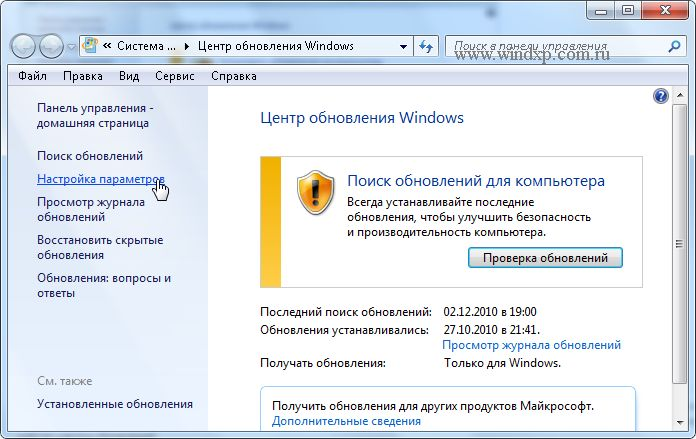 « Система ... Центр обновления Windows
Поиск в панели управления
www.windxp.com.ru
Файл Правка Вид Сервис Справка
Панель управления -
домашняя страница
Поиск обновлений
Настройка параметров
Просмотр журнала
обновлений
Восстановить скрытые
обновления
Обновления: вопросы и
ответы
См. также
Установленные обновления
Центр обновления Windows
Поиск обновлений для компьютера
Всегда устанавливайте последние
обновления, чтобы улучшить безопасность
и производительность компьютера.
Проверка обновлений
Последний поиск обновлений: 02.12.2010 в 19:00
Обновления устанавливались: 27.10.2010 в 21:41.
Просмотр журнала обновлений
Получать обновления: Только для Windows.
Получить обновления для других продуктов Майкрософт.
Дополнительные сведения